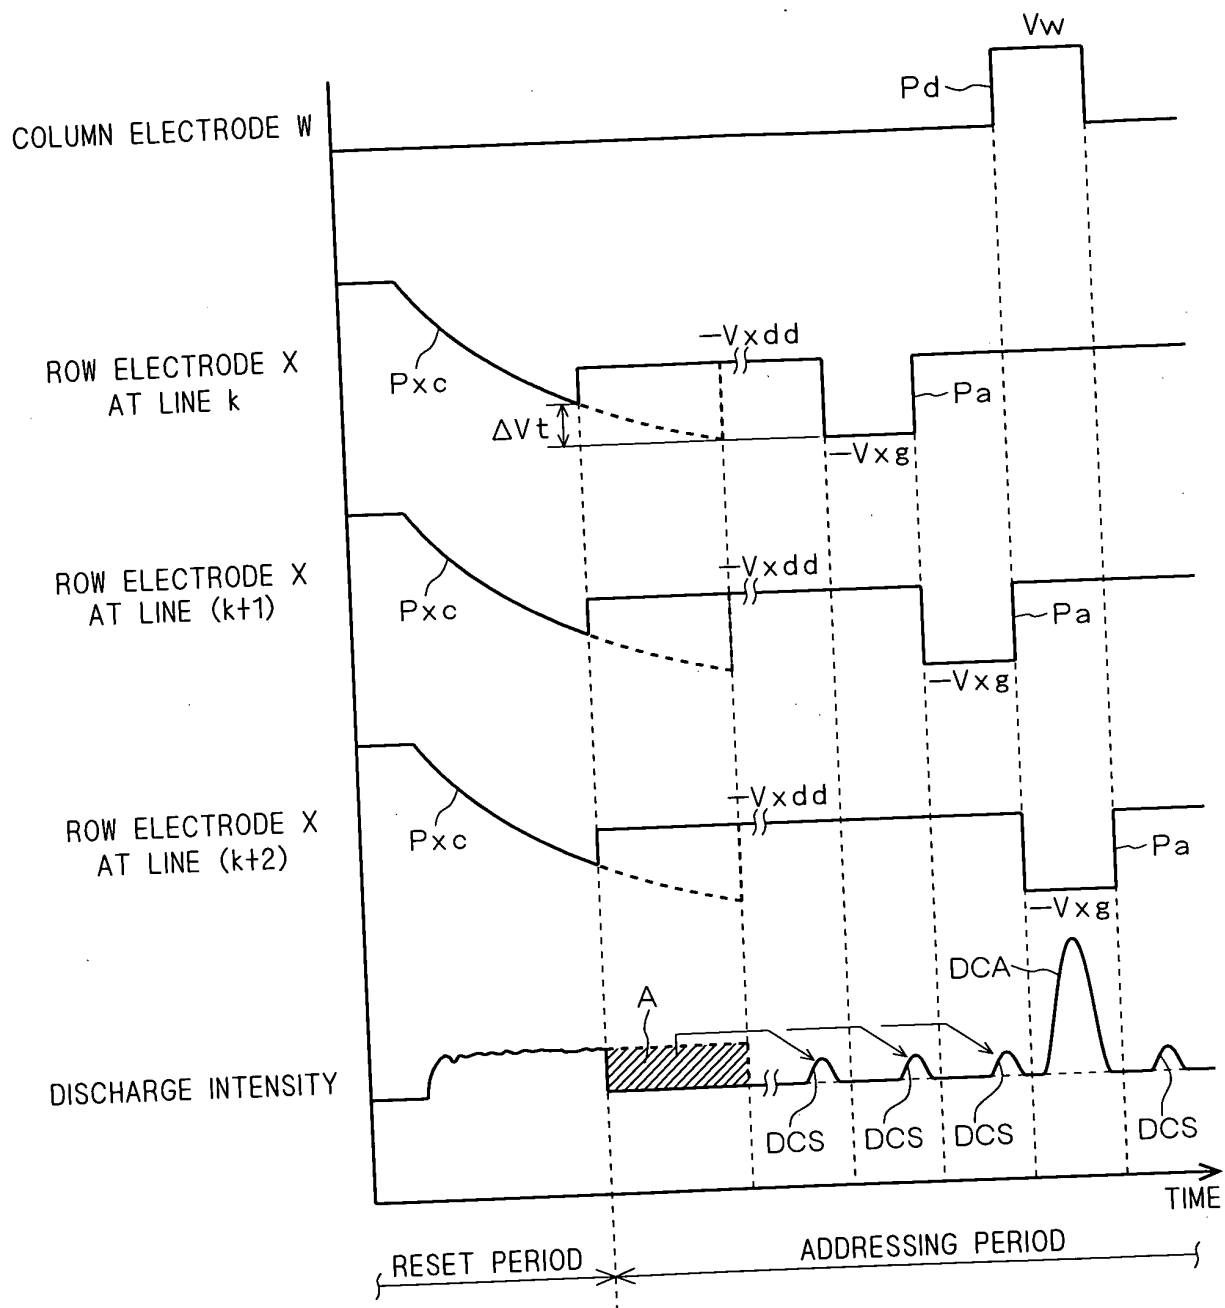 Vw
Pd
COLUMN ELECTRODE W
-Vxdd
ROW ELECTRODE X
AT LINE k
Pxc
Pa
ΔVt
-Vxg
-Vxdd
ROW ELECTRODE X
AT LINE (k+1)
Pxc
Pa
-Vxg
-Vxdd
ROW ELECTRODE X
AT LINE (k+2)
Pxc
Pa
-Vxg
DCA
A
DISCHARGE INTENSITY
DCS
DCS
DCS
DCS
TIME
RESET PERIOD
ADDRESSING PERIOD